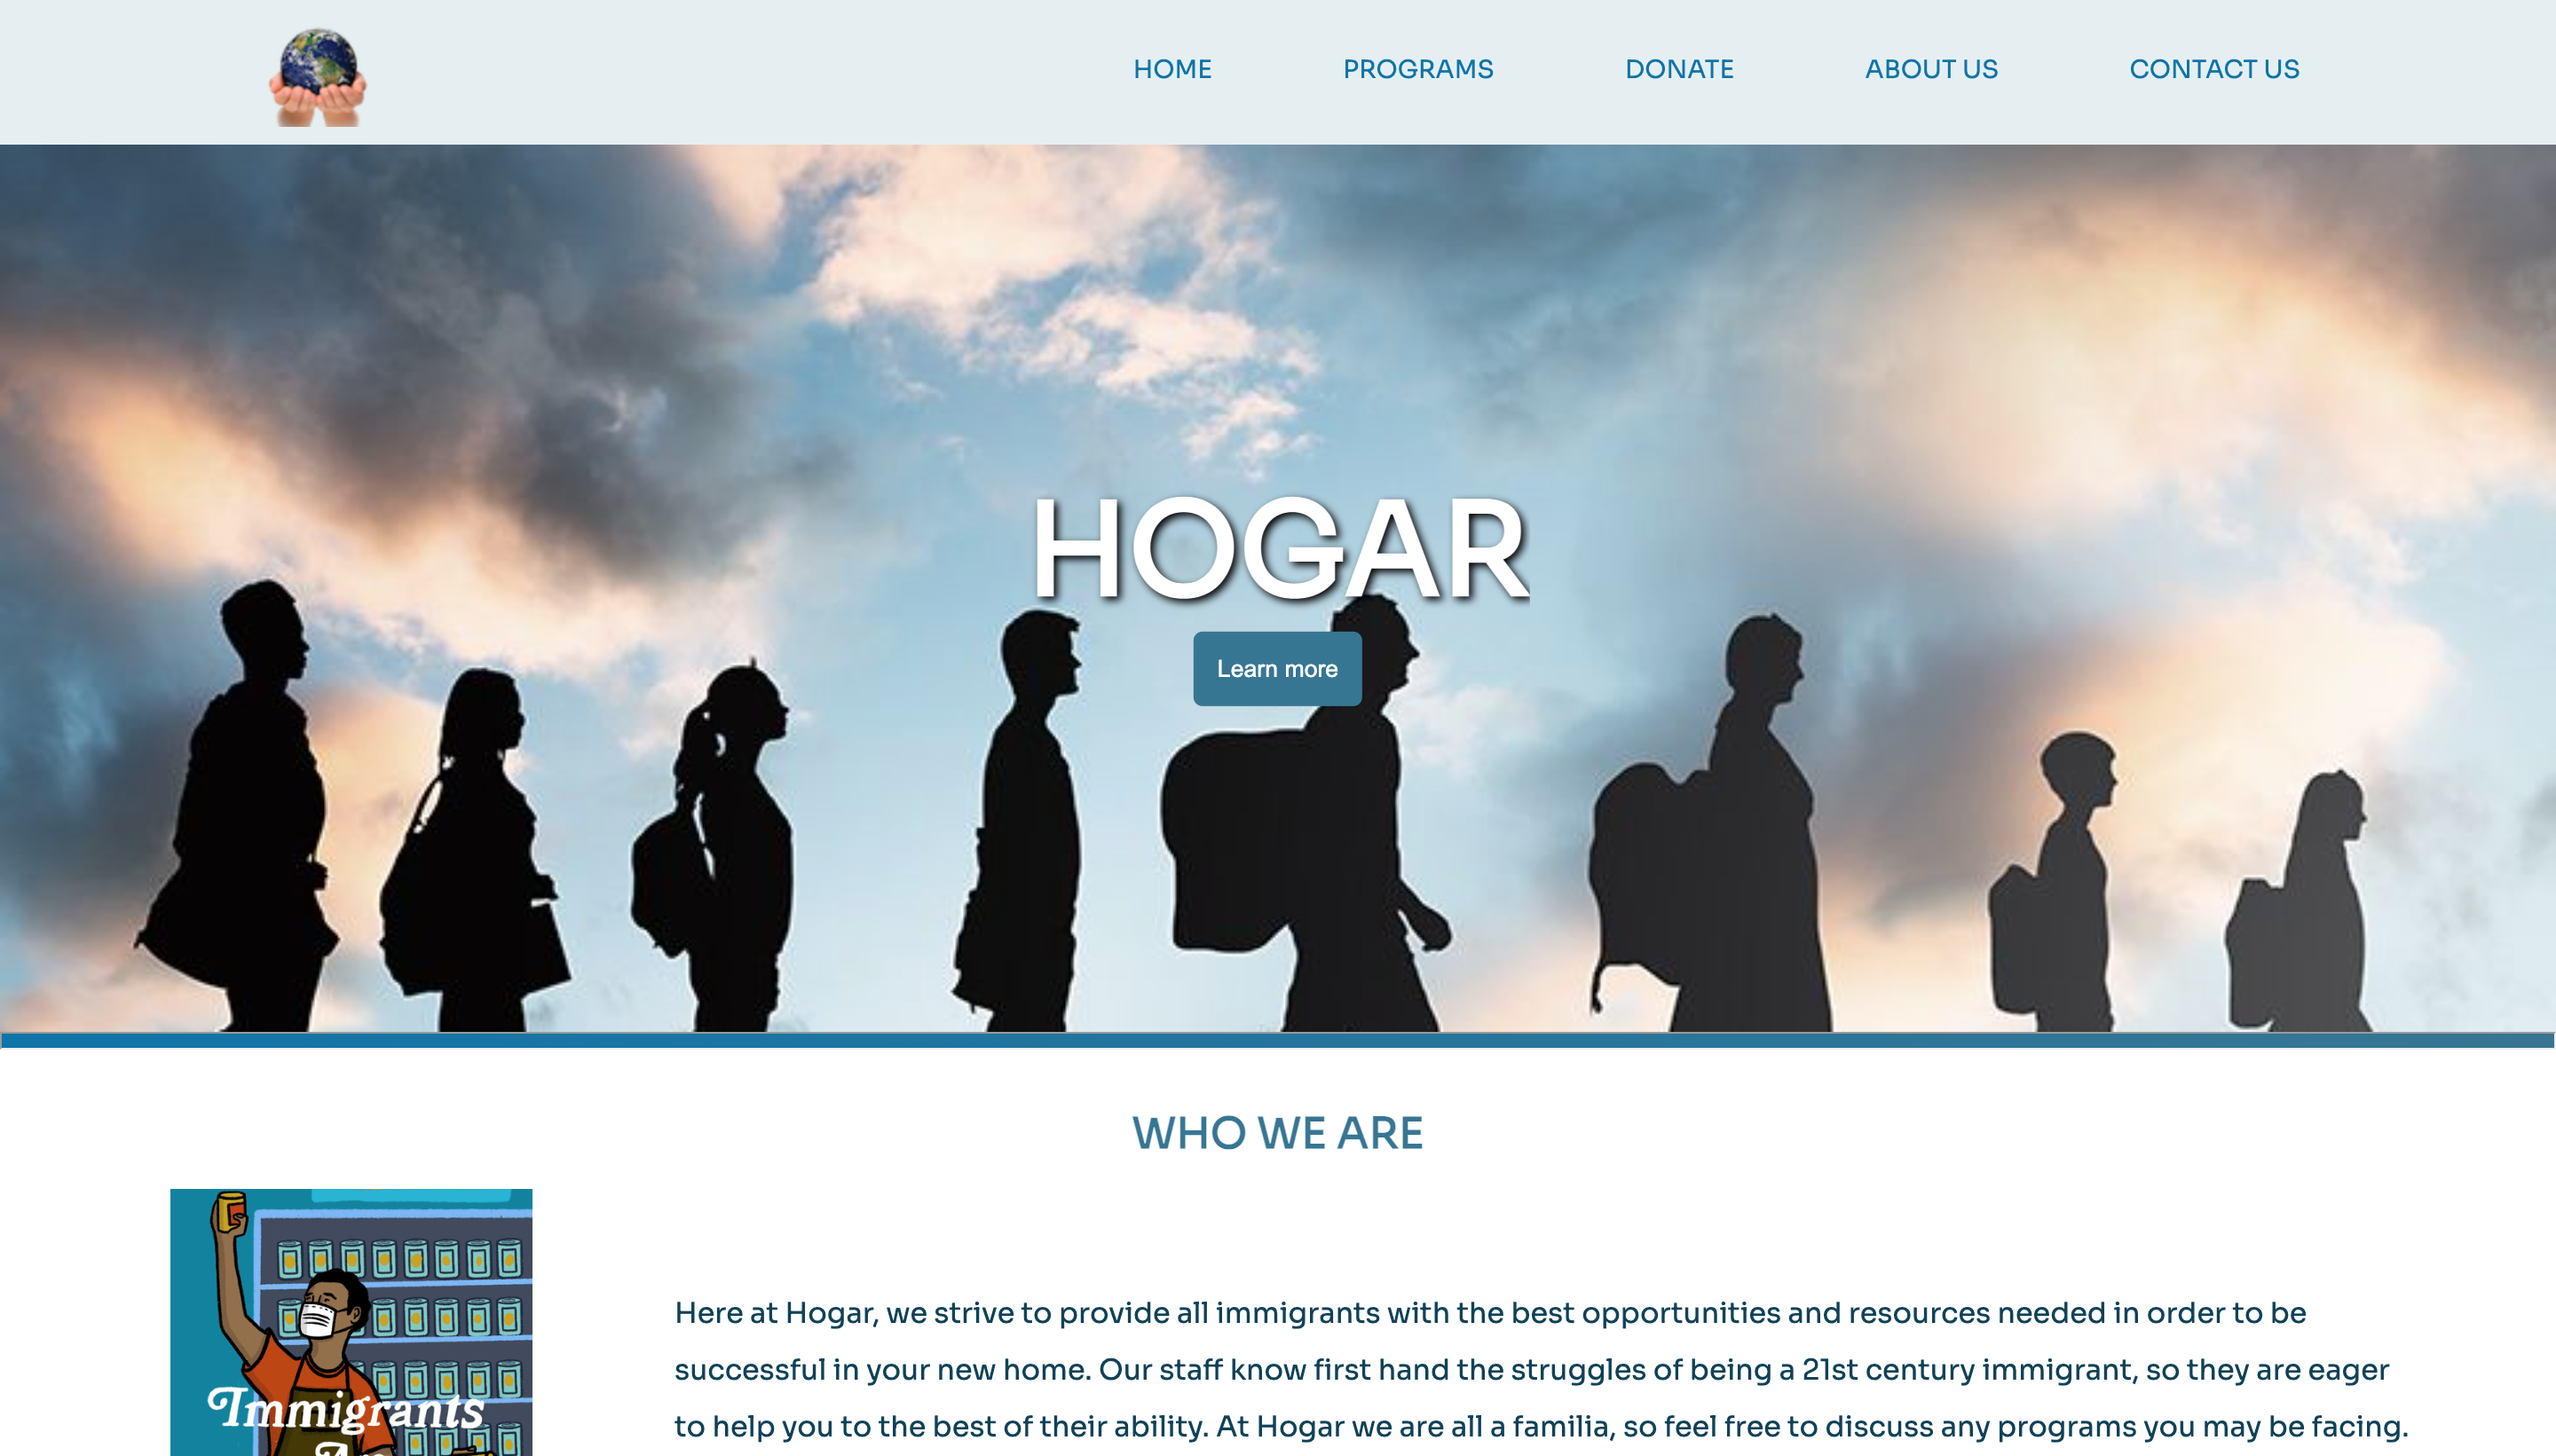 HOME PROGRAMS DONATE ABOUT US CONTACT US
HOGAR
Learn more
WHO WE ARE
Immigrants
Here at Hogar, we strive to provide all immigrants with the best opportunities and resources needed in order to be
successful in your new home. Our staff know first hand the struggles of being a 21st century immigrant, so they are eager
to help you to the best of their ability. At Hogar we are all a familia, so feel free to discuss any programs you may be facing.